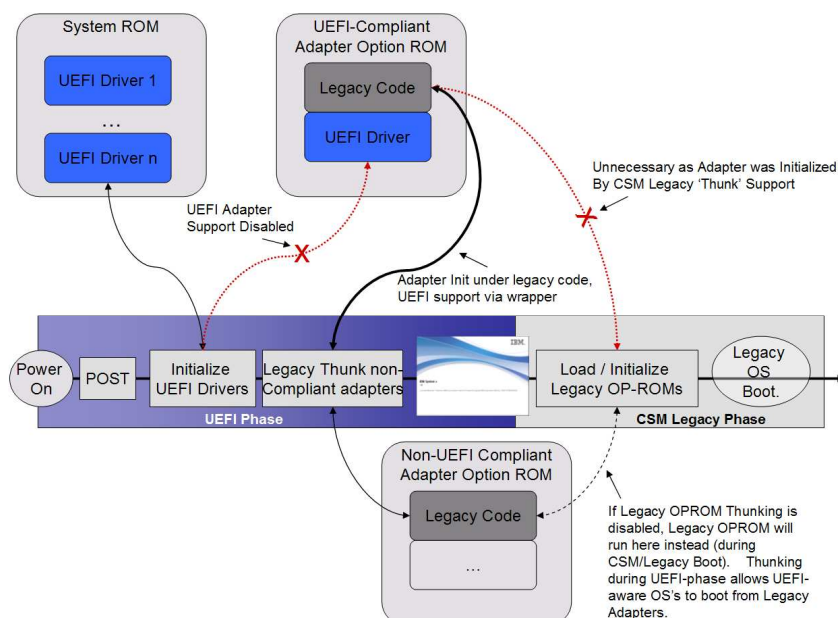 System ROM
UEFI Driver 1
...
UEFI Driver n
UEFI-Compliant
Adapter Option ROM
Legacy Code
UEFI Driver
UEFI Adapter
Support Disabled
X
X
Unnecessary as Adapter was Initialized
By CSM Legacy ‘Thunk’ Support
Adapter Init under legacy code,
UEFI support via wrapper
Power
On
POST
Initialize
UEFI Drivers
Legacy Thunk non-
Compliant adapters
IBM.
Load / Initialize
Legacy OP-ROMs
Legacy
OS
Boot.
UEFI Phase
CSM Legacy Phase
Non-UEFI Compliant
Adapter Option ROM
Legacy Code
...
If Legacy OPROM Thunking is
disabled, Legacy OPROM will
run here instead (during
CSM/Legacy Boot). Thunking
during UEFI-phase allows UEFI-
aware OS's to boot from Legacy
Adapters.